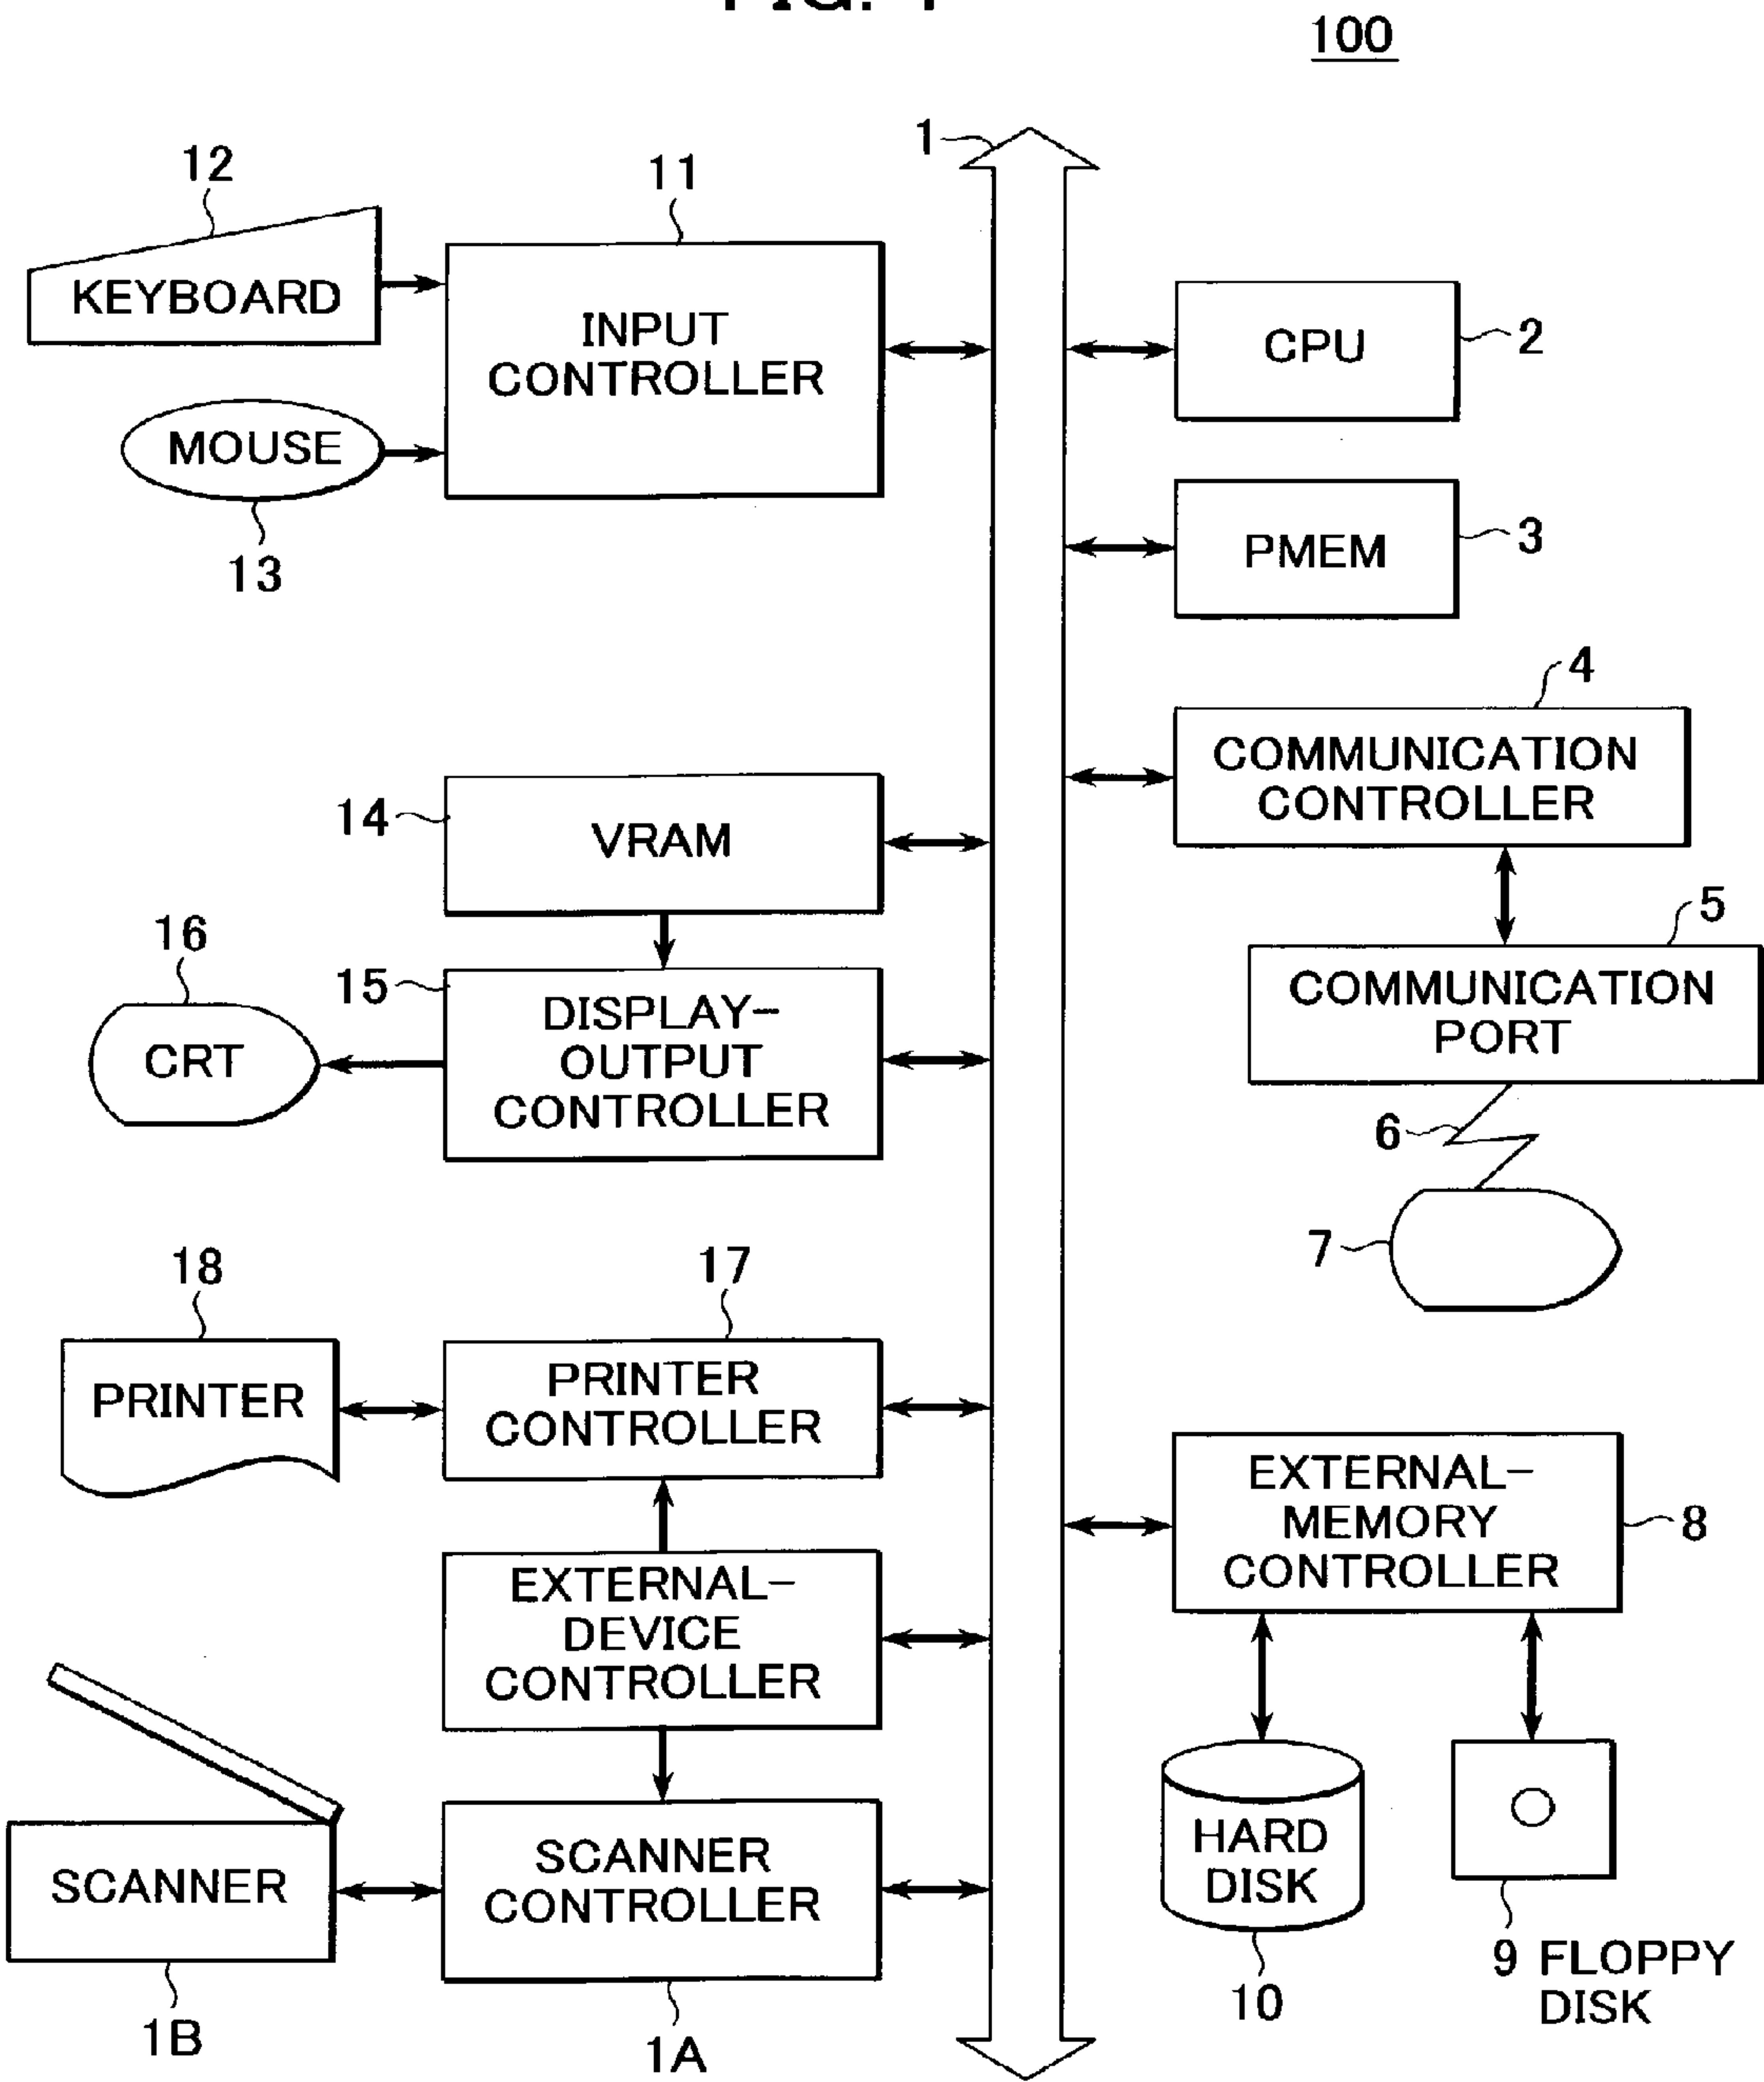 100
1
12
11
KEYBOARD
INPUT
CONTROLLER
MOUSE
13
CPU
2
PMEM
3
4
COMMUNICATION
CONTROLLER
14
VRAM
5
COMMUNICATION
PORT
16
15
CRT
DISPLAY-
OUTPUT
CONTROLLER
6
7
18
17
PRINTER
PRINTER
CONTROLLER
EXTERNAL-
MEMORY
CONTROLLER
8
EXTERNAL-
DEVICE
CONTROLLER
SCANNER
SCANNER
CONTROLLER
HARD
DISK
1B
1A
10
9 FLOPPY
DISK